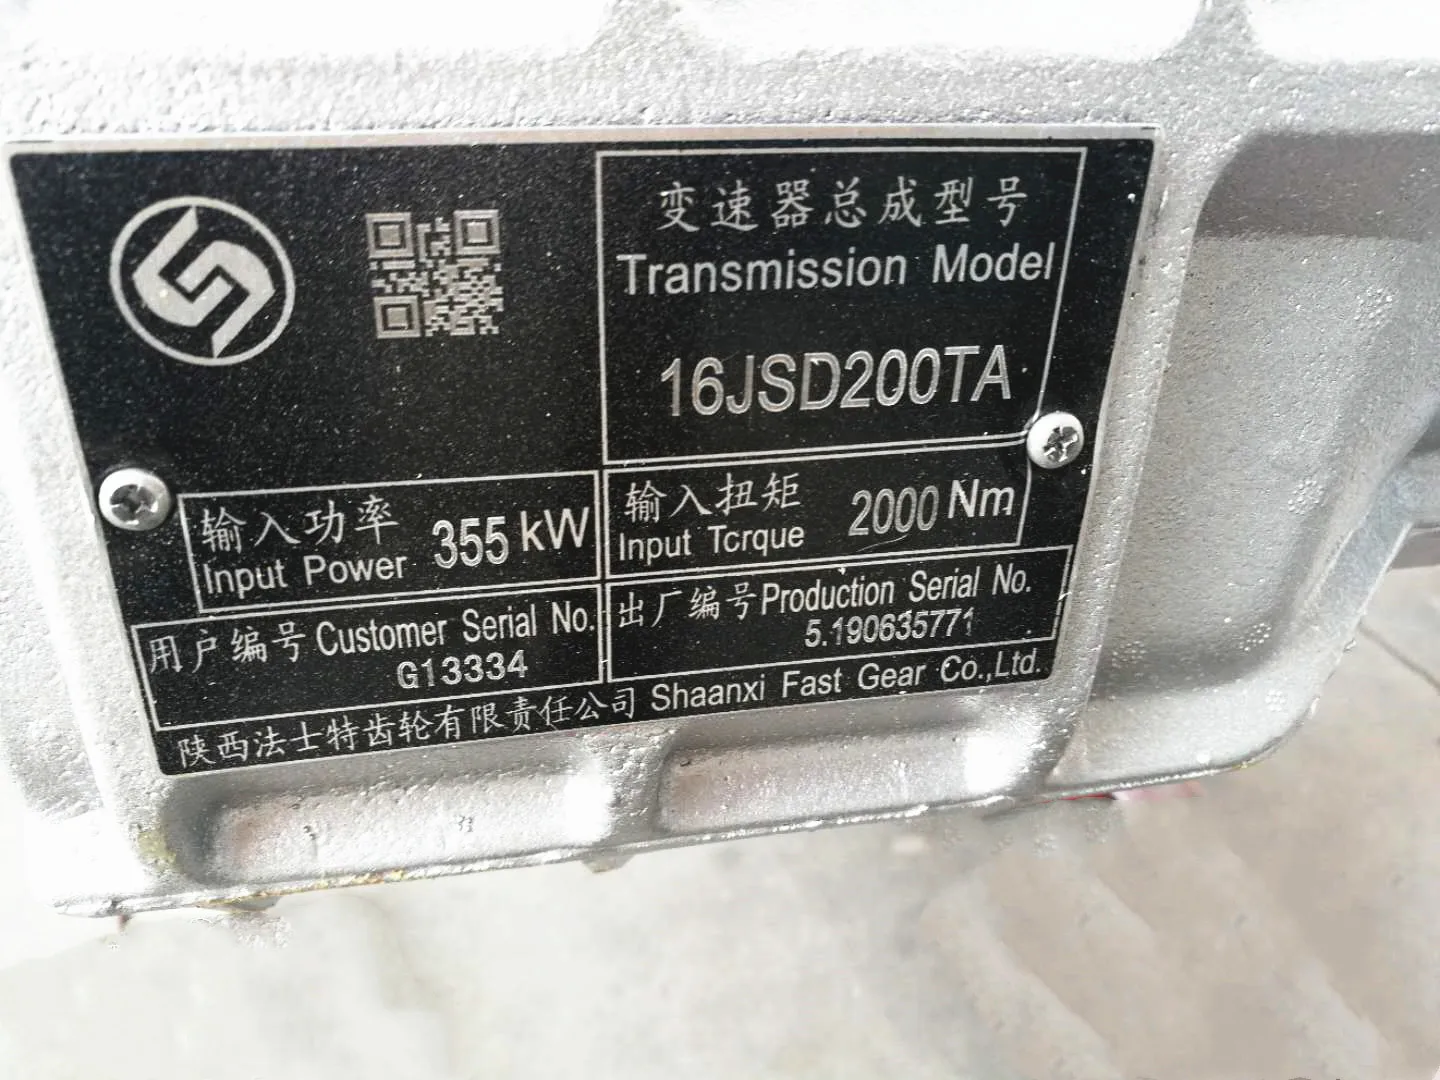 变速器总成型号
Transmission Model
16JSD200TA
输入功率
Input Power 355 kW
输入扭矩
Input Torque 2000 Nm
用户编号 Customer Serial No.
G13334
出厂编号 Production Serial No.
5.190635771
陕西法士特齿轮有限责任公司 Shaanxi Fast Gear Co.,Ltd.